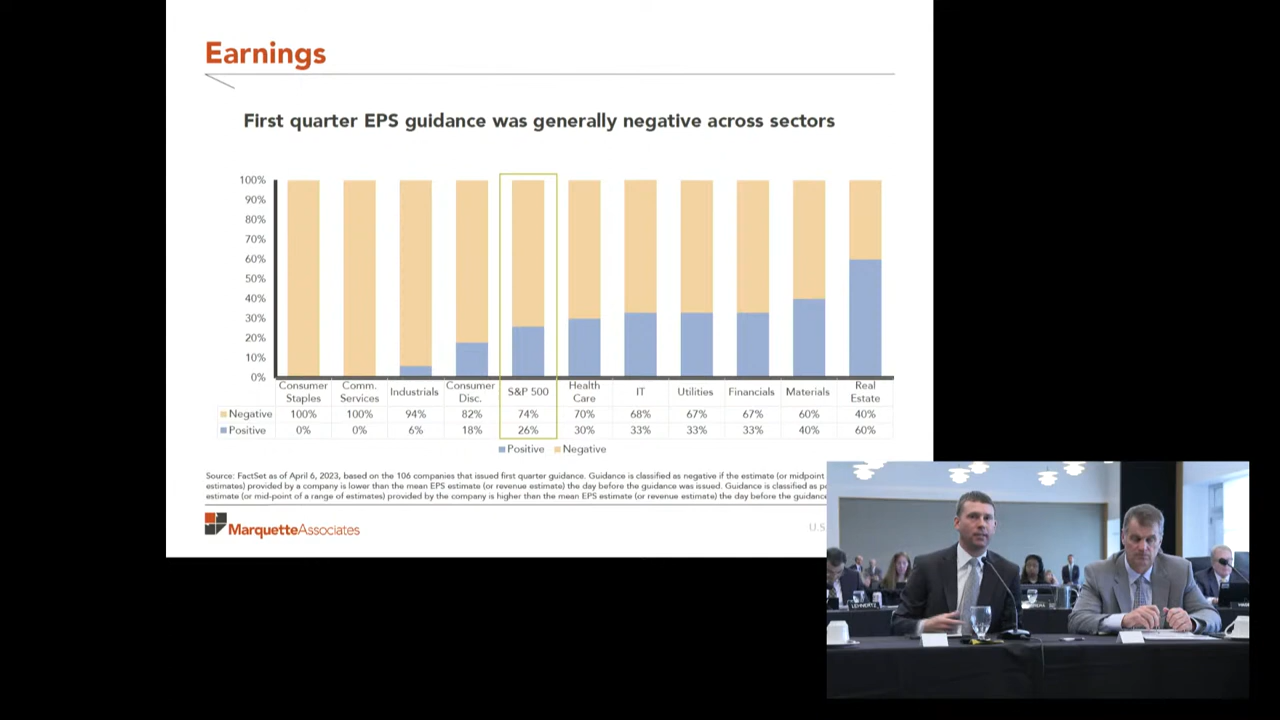 Earnings
First quarter EPS guidance was generally negative across sectors
100%
90%
80%
70%
60%
50%
40%
30%
20%
10%
0%
Consumer Staples Comm. Services Industrials Consumer Disc. S&P 500 Health Care IT Utilities Financials Materials Real Estate
Negative 100% 100% 94% 82% 74% 70% 68% 67% 67% 60% 40%
Positive 0% 0% 6% 18% 26% 30% 33% 33% 33% 40% 60%
Positive Negative
Source: FactSet as of April 6, 2023, based on the 106 companies that issued first quarter guidance. Guidance is classified as negative if the estimate (or midpoint
estimates) provided by a company is lower than the mean EPS estimate (or revenue estimate) the day before the guidance was issued. Guidance is classified as
estimate (or mid-point of a range of estimates) provided by the company is higher than the mean EPS estimate (or revenue estimate) the day before the guidance
MarquetteAssociates
U.S.